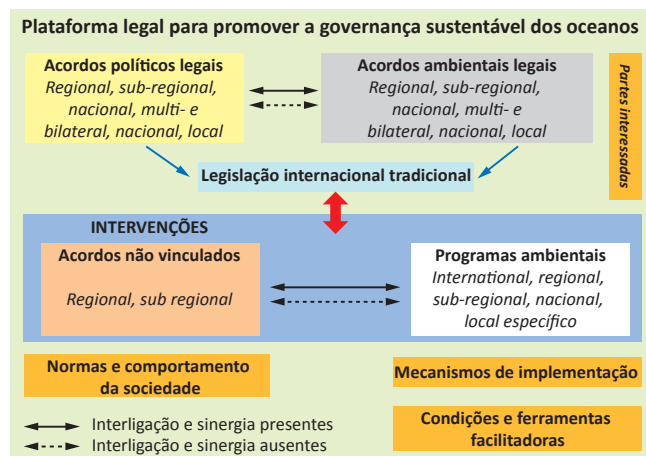 Plataforma legal para promover a governança sustentável dos oceanos
Acordos políticos legais
Regional, sub-regional,
nacional, multi- e
bilateral, nacional, local
Acordos ambientais legais
Regional, sub-regional,
nacional, multi- e
bilateral, nacional, local
Partes interessadas
Legislação internacional tradicional
INTERVENÇÕES
Acordos não vinculados
Regional, sub regional
Programas ambientais
International, regional,
sub-regional, nacional,
local específico
Normas e comportamento
da sociedade
Mecanismos de implementação
Interligação e sinergia presentes
Interligação e sinergia ausentes
Condições e ferramentas
facilitadoras